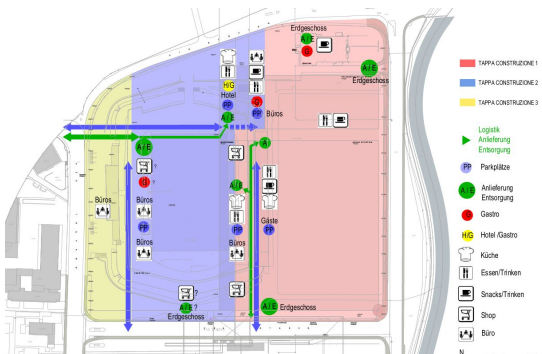 Erdgeschoss
A / E
G
A / E
Erdgeschoss
H/G
Hotel
PP
A / E
G
PP
Büros
A / E
?
G
?
A
A / E
Büros
Büros
PP
Büros
PP
Büros
Gäste
PP
?
A / E ?
Erdgeschoss
A / E
Erdgeschoss
TAPPA CONSTRUZIONE 1
TAPPA CONSTRUZIONE 2
TAPPA CONSTRUZIONE 3
Logistik
Anlieferung
Entsorgung
PP
Parkplätze
A / E
Anlieferung
Entsorgung
G
Gastro
H/G
Hotel /Gastro
Küche
Essen/Trinken
Snacks/Trinken
Shop
Büro
N